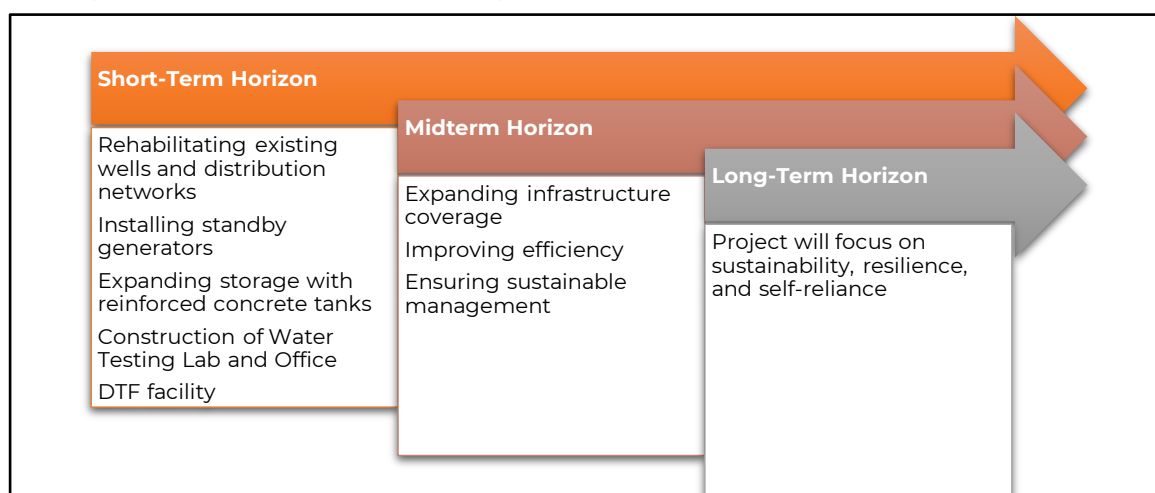 Short-Term Horizon
Rehabilitating existing
wells and distribution
networks
Installing standby
generators
Expanding storage with
reinforced concrete tanks
Construction of Water
Testing Lab and Office
DTF facility
Midterm Horizon
Expanding infrastructure
coverage
Improving efficiency
Ensuring sustainable
management
Long-Term Horizon
Project will focus on
sustainability, resilience,
and self-reliance